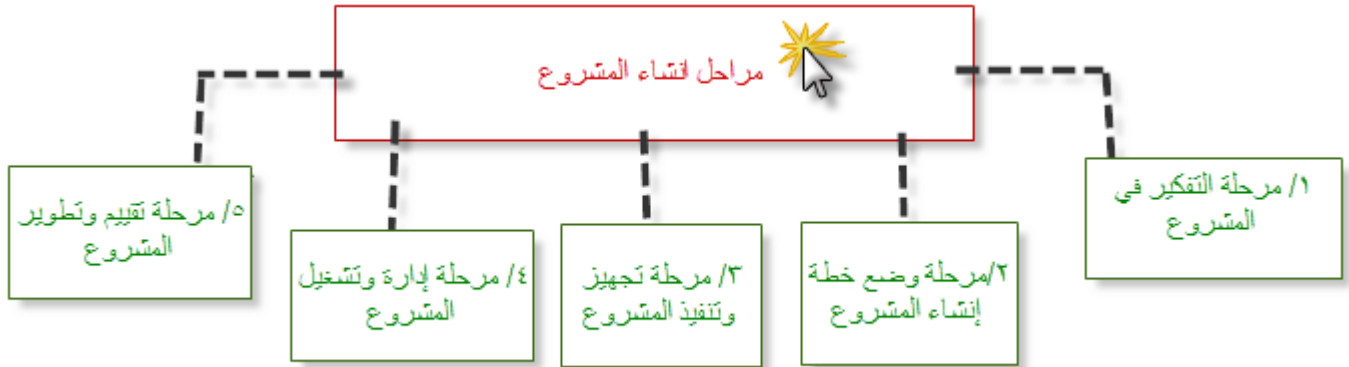 مراحل انشاء المشروع
١/ مرحلة التفكير في
المشروع
٢/مرحلة وضع خطة
إنشاء المشروع
٣/ مرحلة تجهيز
وتنفيذ المشروع
٤/ مرحلة إدارة وتشغيل
المشروع
٥/ مرحلة تقييم وتطوير
المشروع